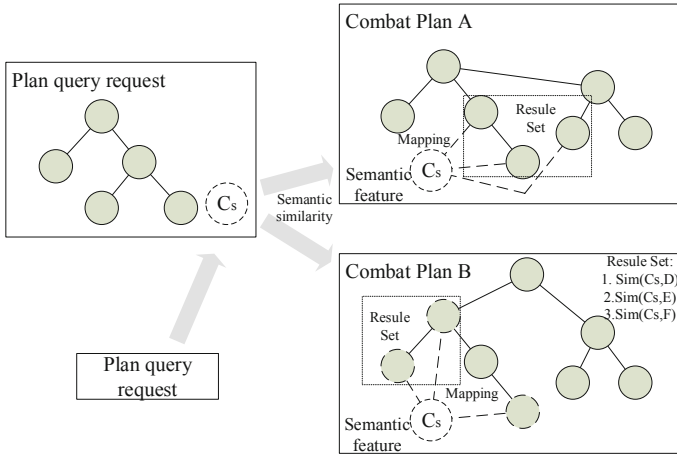 Plan query request
Cs
Plan query
request
Semantic
similarity
Combat Plan A
Resule
Set
Mapping
Cs
Semantic
feature
Combat Plan B
Resule Set:
1. Sim(Cs,D)
2.Sim(Cs,E)
3.Sim(Cs,F)
Resule
Set
Mapping
Cs
Semantic
feature